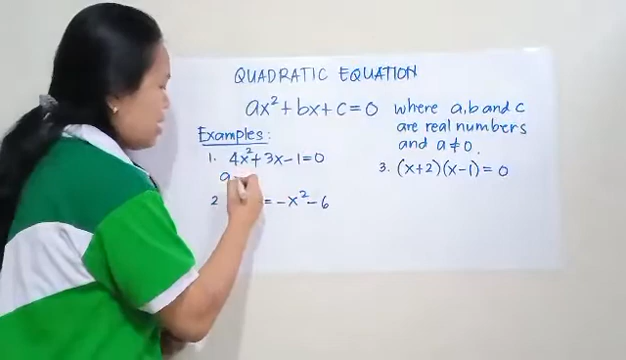 QUADRATIC EQUATION
ax²+bx+c=0 where a,b and c
are real numbers
and a≠0.
Examples:
1. 4x²+3x-1=0
a
2 = -x²-6
3. (x+2)(x-1)=0